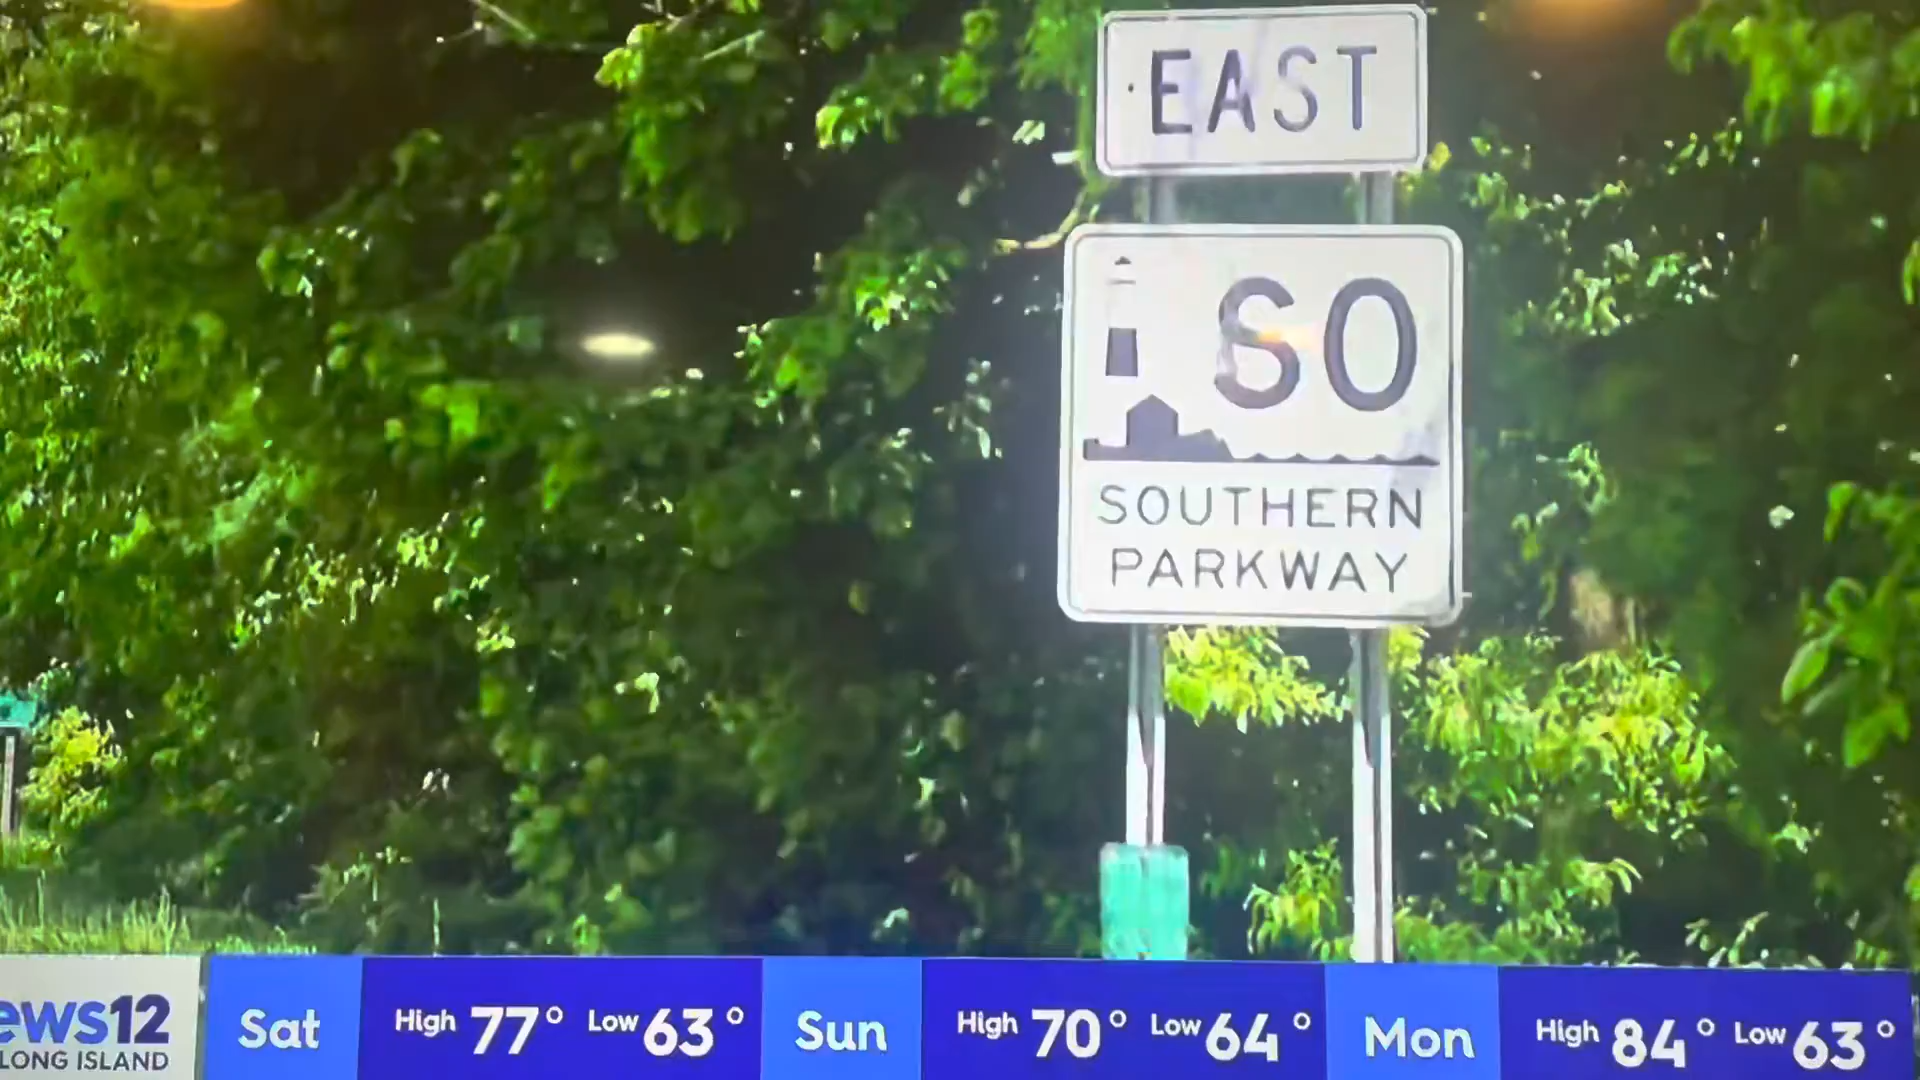 EAST
SO
SOUTHERN
PARKWAY
ews12
LONG ISLAND
Sat
High 77° Low 63°
Sun
High 70° Low 64°
Mon
High 84° Low 63°